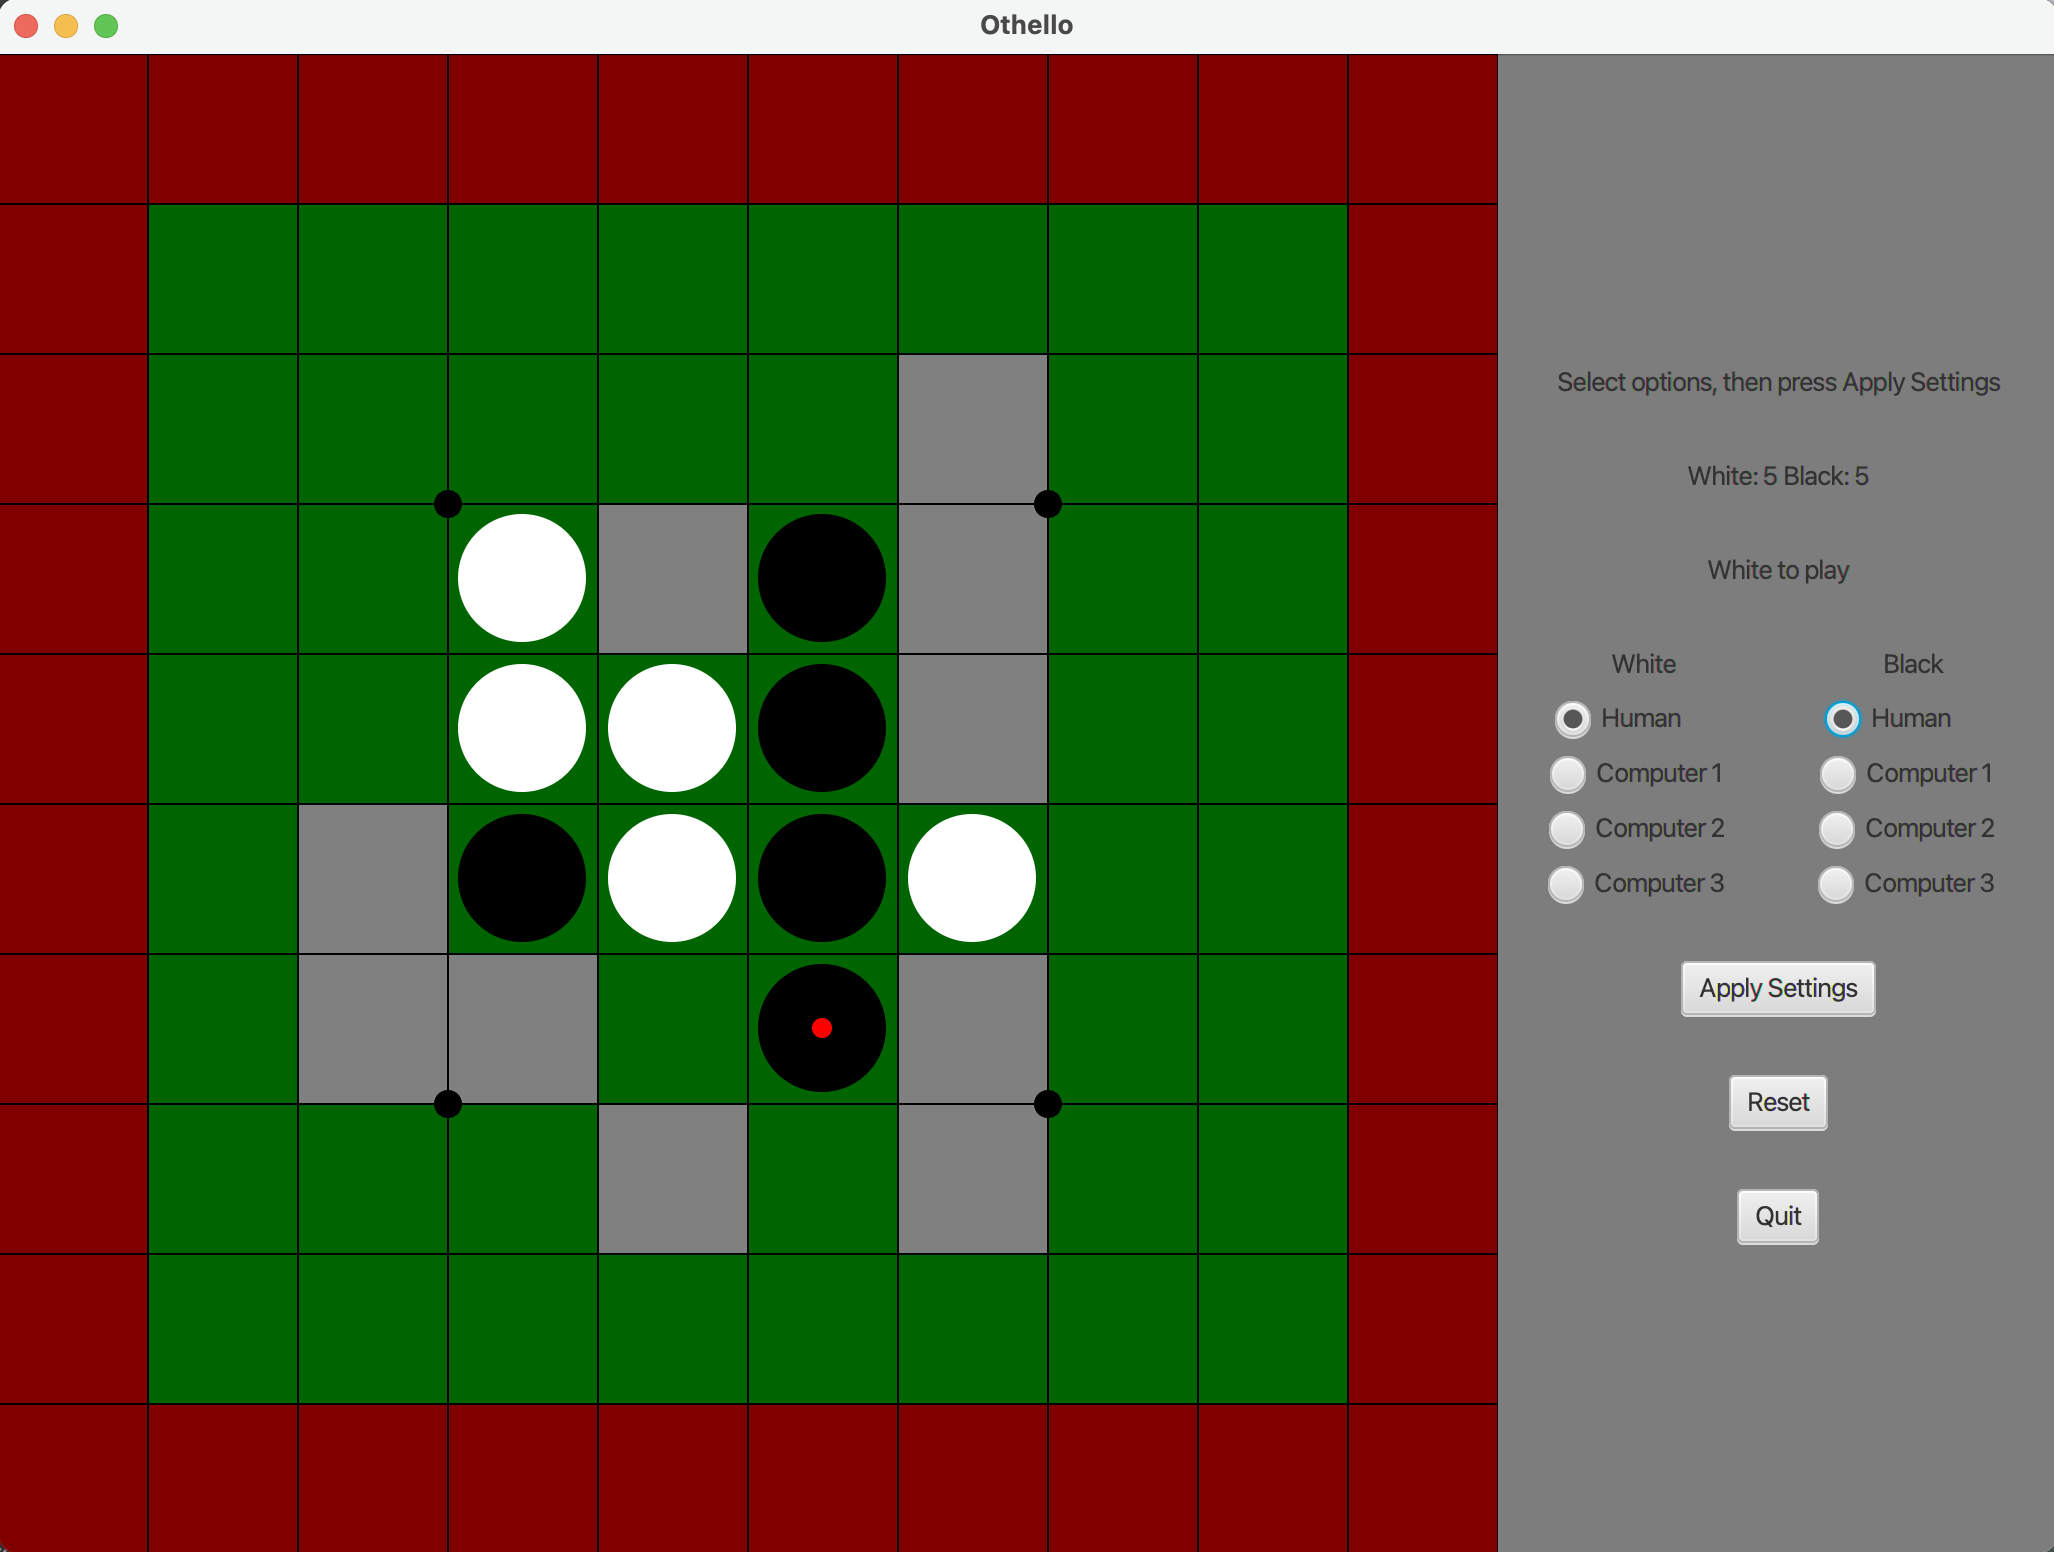 Othello
Select options, then press Apply Settings
White: 5 Black: 5
White to play
White Black
Human Human
Computer 1 Computer 1
Computer 2 Computer 2
Computer 3 Computer 3
Apply Settings
Reset
Quit